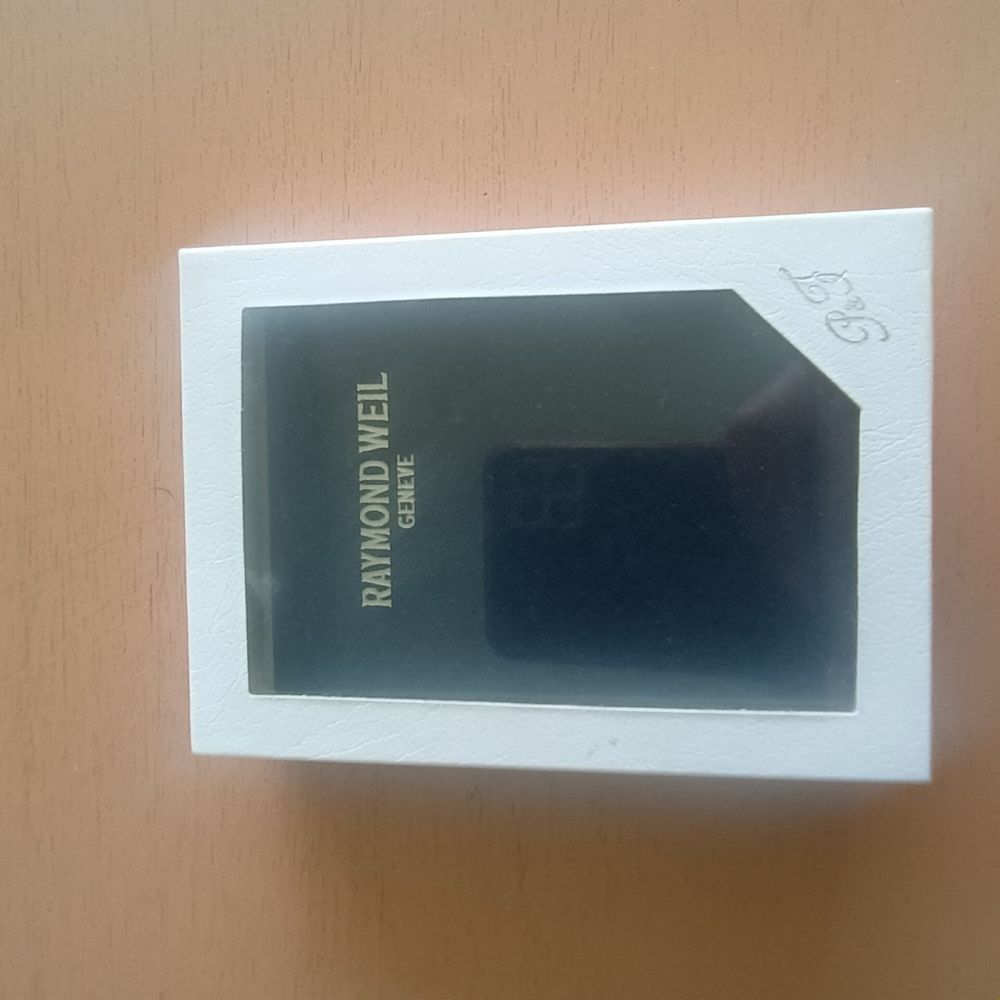 RAYMOND WEIL
GENEVE
P&F